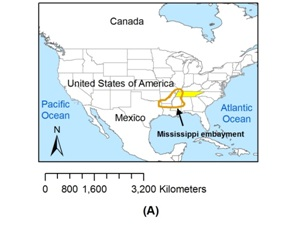 Canada
United States of America
Pacific
Ocean
Atlantic
Ocean
Mexico
Mississippi embayment
N
0 800 1,600 3,200 Kilometers
(A)